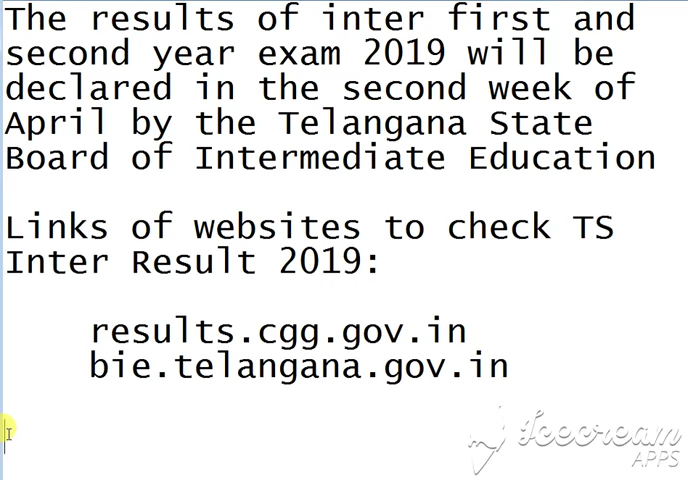 The results of inter first and
second year exam 2019 will be
declared in the second week of
April by the Telangana State
Board of Intermediate Education
Links of websites to check TS
Inter Result 2019:
results.cgg.gov.in
bie.telangana.gov.in
Icecream
APPS